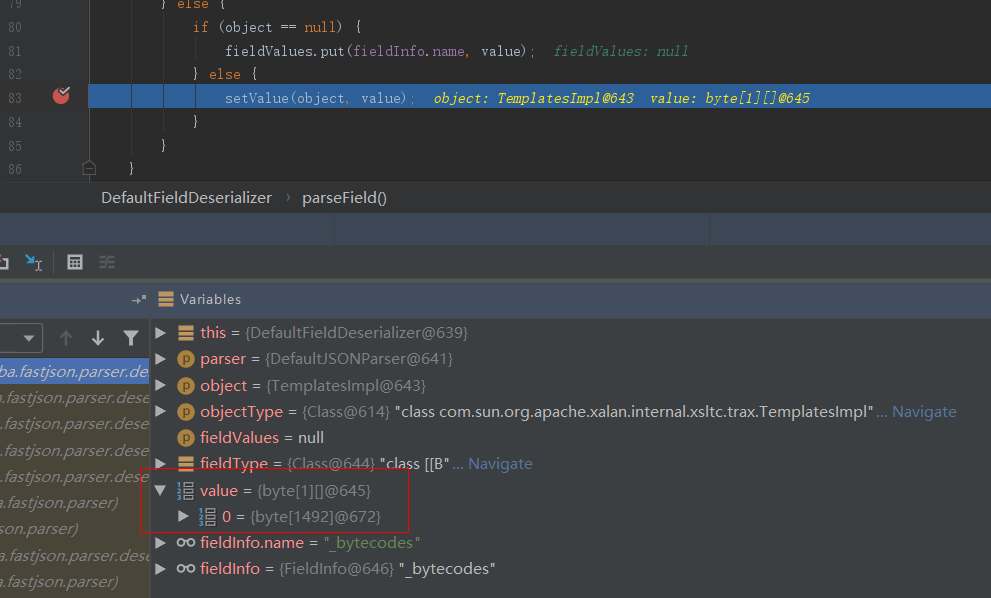 79 } else {
80 if (object == null) {
81 fieldValues.put(fieldInfo.name, value); fieldValues: null
82 } else {
83 setValue(object, value); object: TemplatesImpl@643 value: byte[1][]@645
84 }
85 }
86 }
DefaultFieldDeserializer › parseField()
Variables
this = {DefaultFieldDeserializer@639}
ba.fastjson.parser.de
parser = {DefaultJSONParser@641}
a.fastjson.parser.dese
object = {TemplatesImpl@643}
.fastjson.parser.dese
objectType = {Class@614} "class com.sun.org.apache.xalan.internal.xsltc.trax.TemplatesImpl"... Navigate
fieldValues = null
.fastjson.parser.dese
fieldType = {Class@644} "class [[B"... Navigate
a.fastjson.parser.dese
value = {byte[1][]@645}
a.fastjson.parser)
0 = {byte[1492]@672}
son.parser)
fieldInfo.name = "_bytecodes"
a.fastjson.parser.dese
fieldInfo = {FieldInfo@646} "_bytecodes"
a.fastjson.parser)